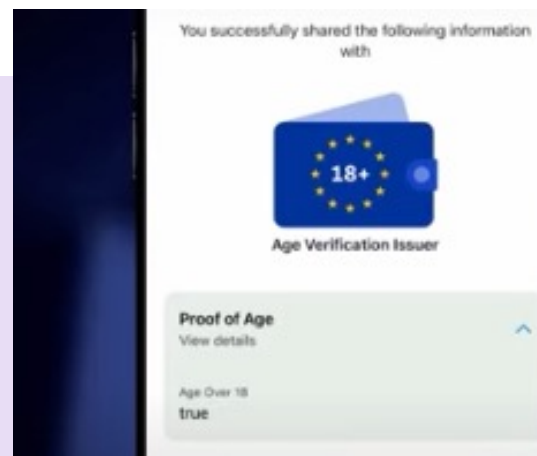 You successfully shared the following information
with
18+
Age Verification Issuer
Proof of Age
View details
Age Over 18
true